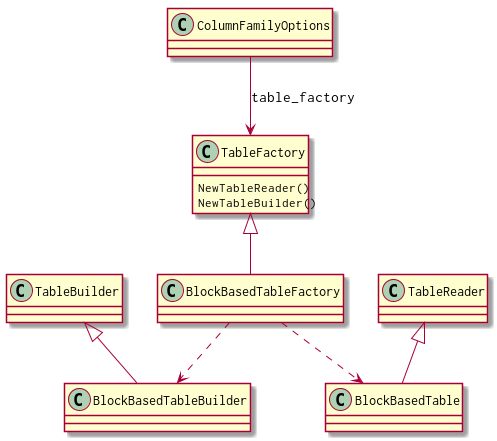 C ColumnFamilyOptions
table_factory
C TableFactory
NewTableReader()
NewTableBuilder()
C TableBuilder
C BlockBasedTableFactory
C TableReader
C BlockBasedTableBuilder
C BlockBasedTable